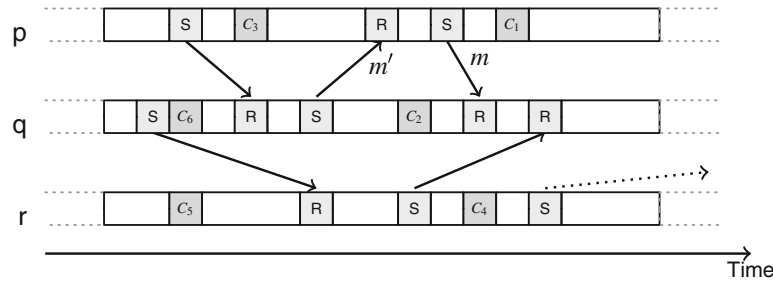 p S C₃ R S C₁
m′ m
q S C₆ R S C₂ R R
r C₅ R S C₄ S
Time